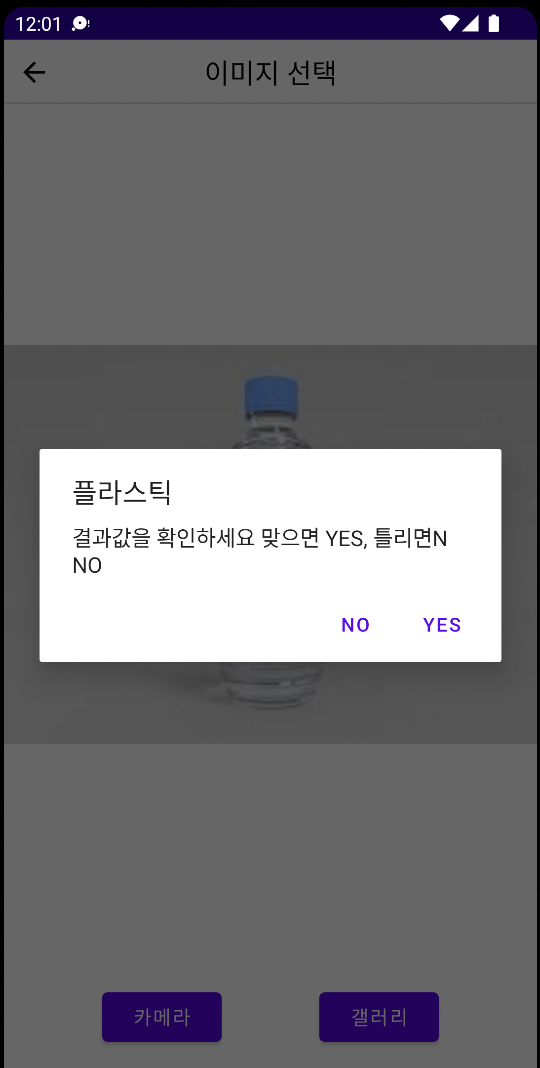 12:01
이미지 선택
플라스틱
결과값을 확인하세요 맞으면 YES, 틀리면N
NO
NO YES
카메라 갤러리